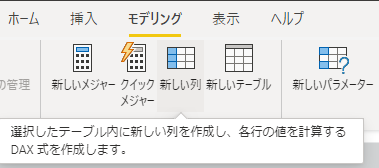 ホーム 挿入 モデリング 表示 ヘルプ
の管理 新しいメジャー クイック メジャー 新しい列 新しいテーブル 新しいパラメーター
選択したテーブル内に新しい列を作成し、各行の値を計算する
DAX 式を作成します。